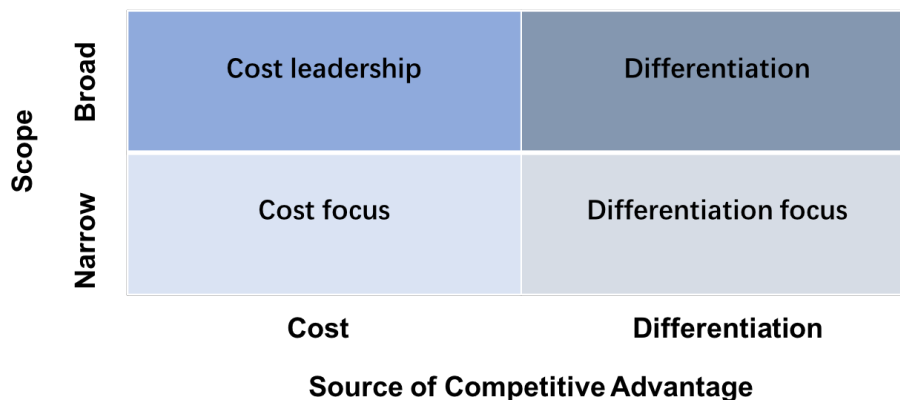 Scope
Broad
Cost leadership
Differentiation
Narrow
Cost focus
Differentiation focus
Cost
Differentiation
Source of Competitive Advantage